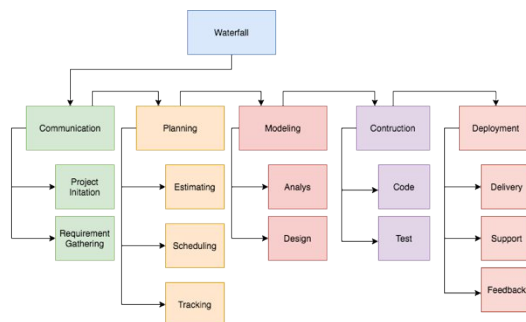 Waterfall
Communication
Planning
Modeling
Contruction
Deployment
Project
Initation
Estimating
Analys
Code
Delivery
Requirement
Gathering
Scheduling
Design
Test
Support
Tracking
Feedback